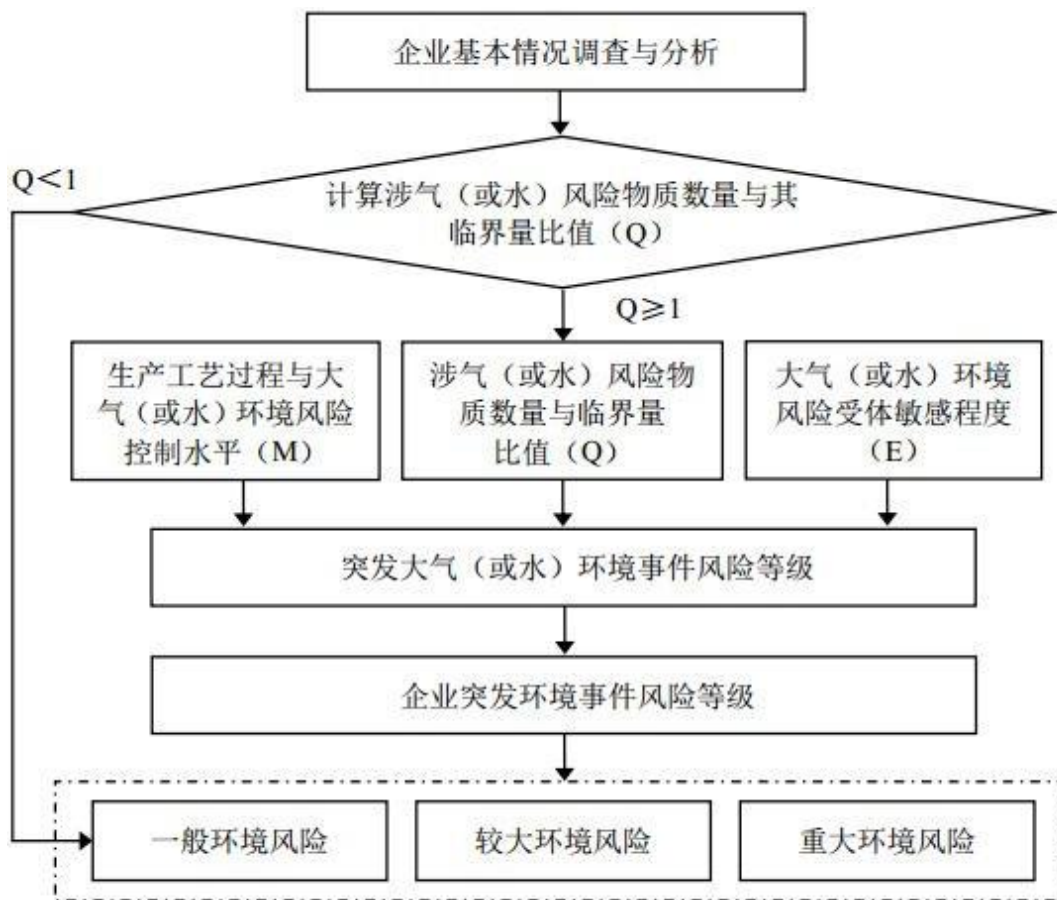 企业基本情况调查与分析
Q＜1
计算涉气（或水）风险物质数量与其
临界量比值（Q）
Q≥1
生产工艺过程与大
气（或水）环境风险
控制水平（M）
涉气（或水）风险物
质数量与临界量
比值（Q）
大气（或水）环境
风险受体敏感程度
（E）
突发大气（或水）环境事件风险等级
企业突发环境事件风险等级
一般环境风险
较大环境风险
重大环境风险